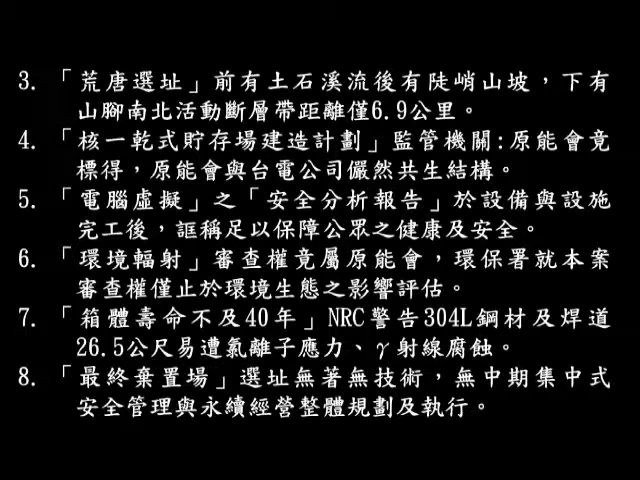 3. 「荒唐選址」前有土石溪流後有陡峭山坡，下有
山腳南北活動斷層帶距離僅6.9公里。
4. 「核一乾式貯存場建造計劃」監管機關:原能會竟
標得，原能會與台電公司儼然共生結構。
5. 「電腦虛擬」之「安全分析報告」於設備與設施
完工後，誆稱足以保障公眾之健康及安全。
6. 「環境輻射」審查權竟屬原能會，環保署就本案
審查權僅止於環境生態之影響評估。
7. 「箱體壽命不及40年」NRC警告304L鋼材及焊道
26.5公尺易遭氯離子應力、γ射線腐蝕。
8. 「最終棄置場」選址無著無技術，無中期集中式
安全管理與永續經營整體規劃及執行。